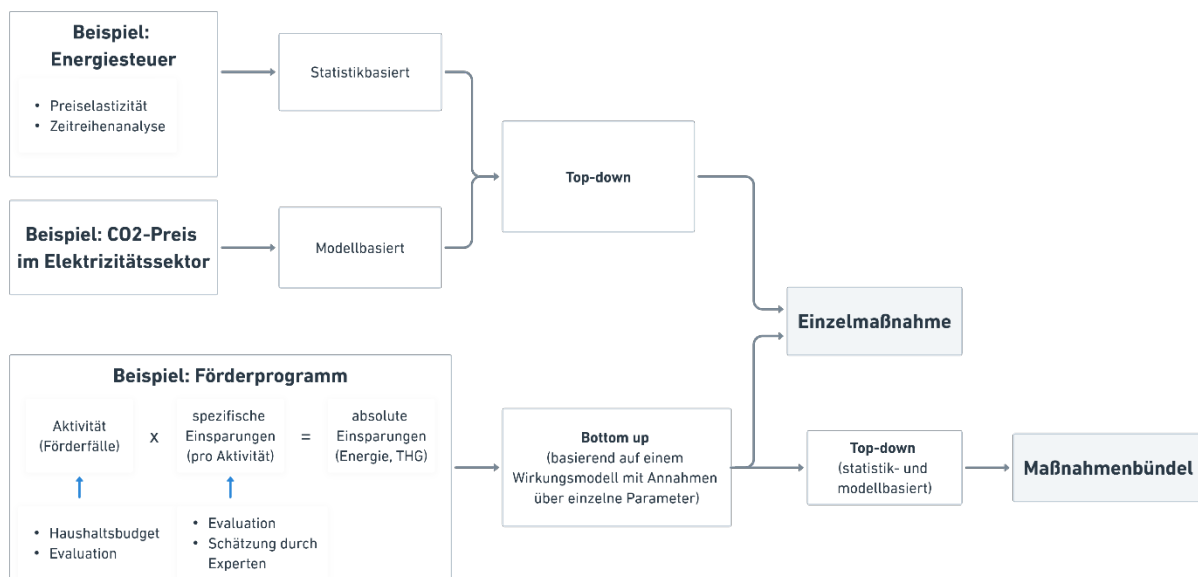 Beispiel:
Energiesteuer
• Preiselastizität
• Zeitreihenanalyse
Statistikbasiert
Beispiel: CO2-Preis
im Elektrizitätssektor
Modellbasiert
Top-down
Einzelmaßnahme
Beispiel: Förderprogramm
Aktivität
(Förderfälle)
x
spezifische
Einsparungen
(pro Aktivität)
=
absolute
Einsparungen
(Energie, THG)
• Haushaltsbudget
• Evaluation
• Evaluation
• Schätzung durch
Experten
Bottom up
(basierend auf einem
Wirkungsmodell mit Annahmen
über einzelne Parameter)
Top-down
(statistik- und
modellbasiert)
Maßnahmenbündel